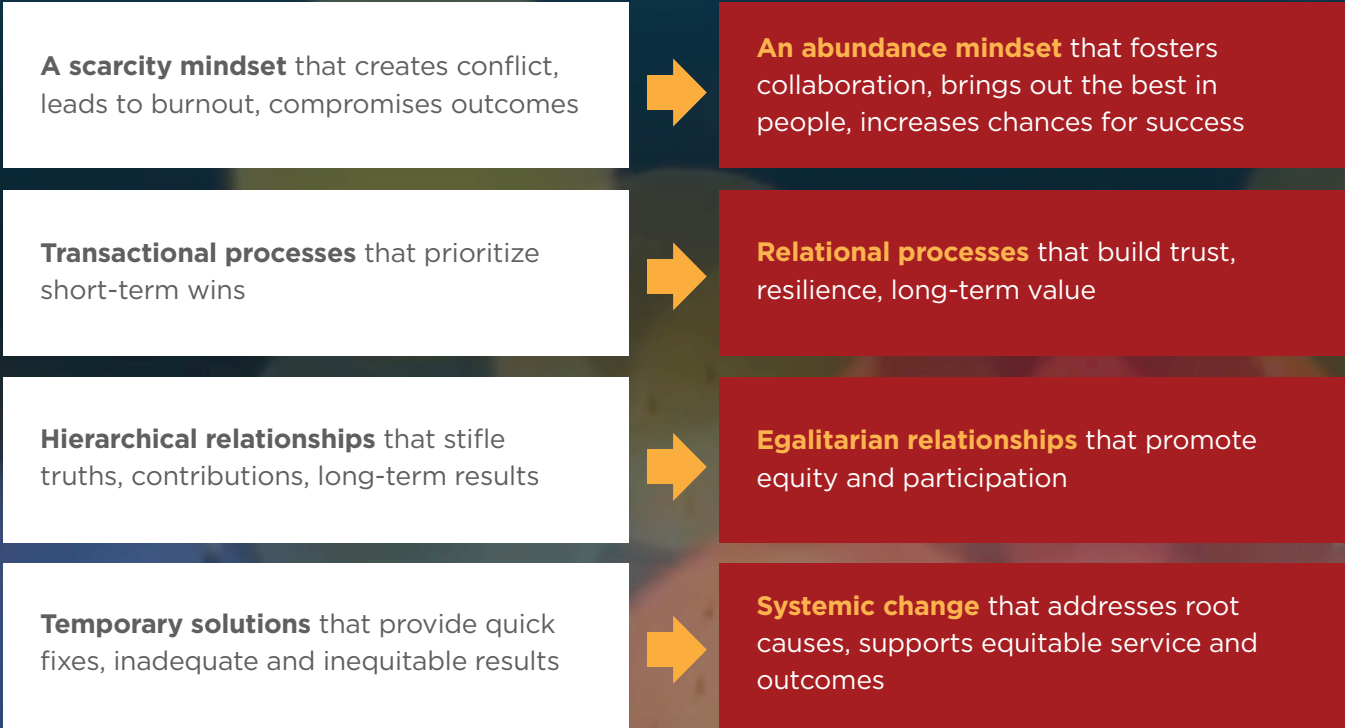 A scarcity mindset that creates conflict,
leads to burnout, compromises outcomes
An abundance mindset that fosters
collaboration, brings out the best in
people, increases chances for success
Transactional processes that prioritize
short-term wins
Relational processes that build trust,
resilience, long-term value
Hierarchical relationships that stifle
truths, contributions, long-term results
Egalitarian relationships that promote
equity and participation
Temporary solutions that provide quick
fixes, inadequate and inequitable results
Systemic change that addresses root
causes, supports equitable service and
outcomes